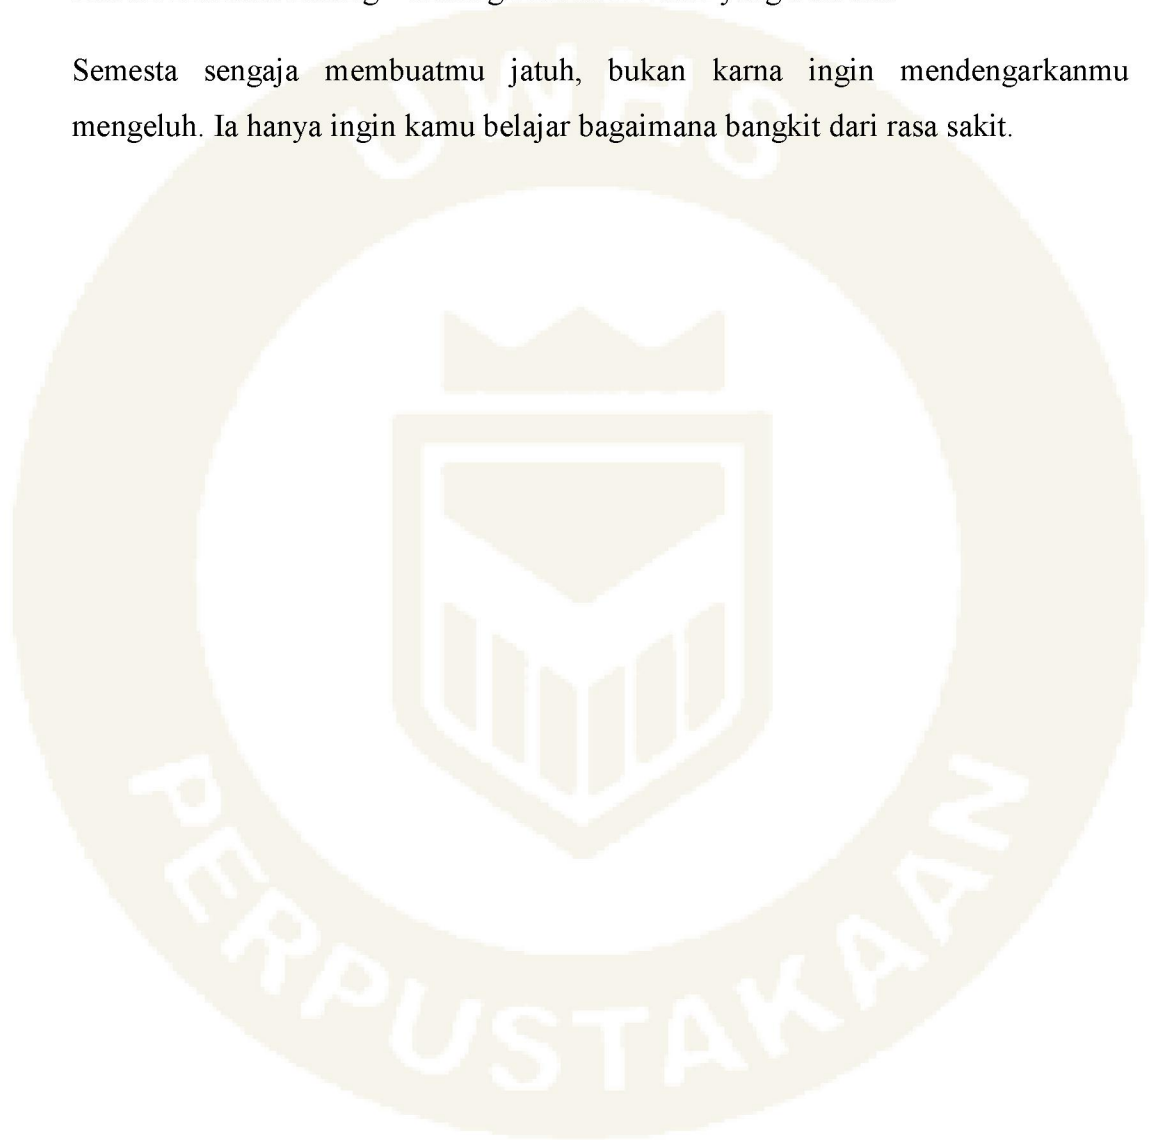 Semesta sengaja membuatmu jatuh, bukan karna ingin mendengarkanmu
mengeluh. Ia hanya ingin kamu belajar bagaimana bangkit dari rasa sakit.
UWHS
PERPUSTAKAAN